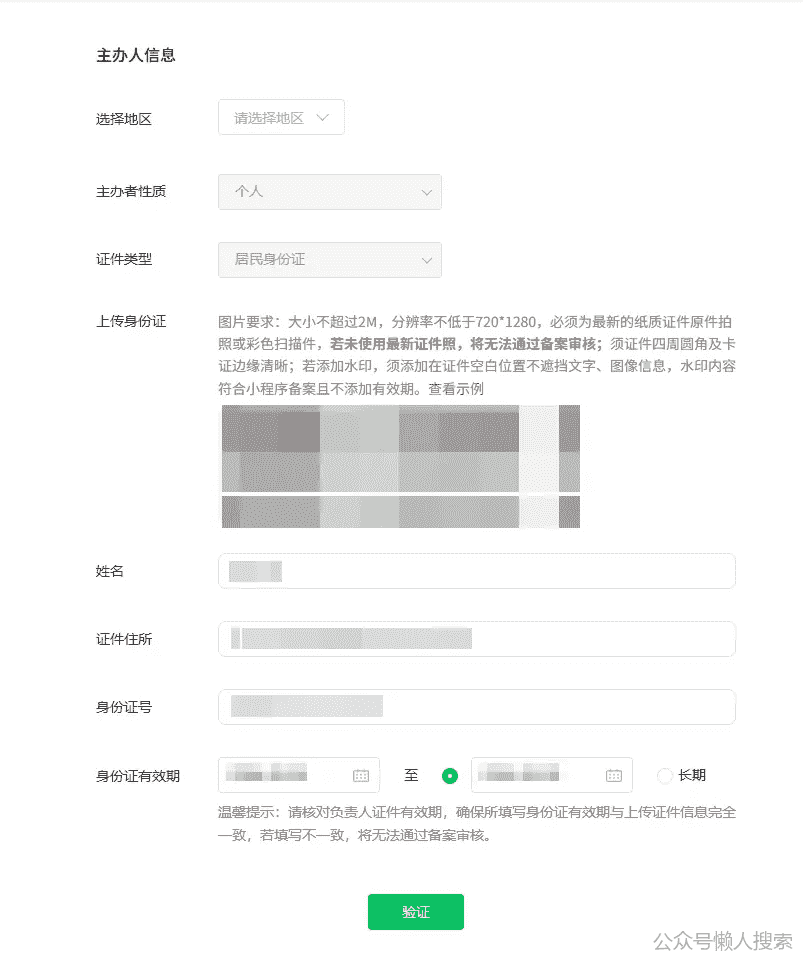 主办人信息
选择地区
请选择地区
主办者性质
个人
证件类型
居民身份证
上传身份证
图片要求：大小不超过2M，分辨率不低于720*1280，必须为最新的纸质证件原件拍
照或彩色扫描件，若未使用最新证件照，将无法通过备案审核；须证件四周圆角及卡
证边缘清晰；若添加水印，须添加在证件空白位置不遮挡文字、图像信息，水印内容
符合小程序备案且不添加有效期。查看示例
姓名
证件住所
身份证号
身份证有效期
至
长期
温馨提示：请核对负责人证件有效期，确保所填写身份证有效期与上传证件信息完全
一致，若填写不一致，将无法通过备案审核。
验证
公众号懒人搜索